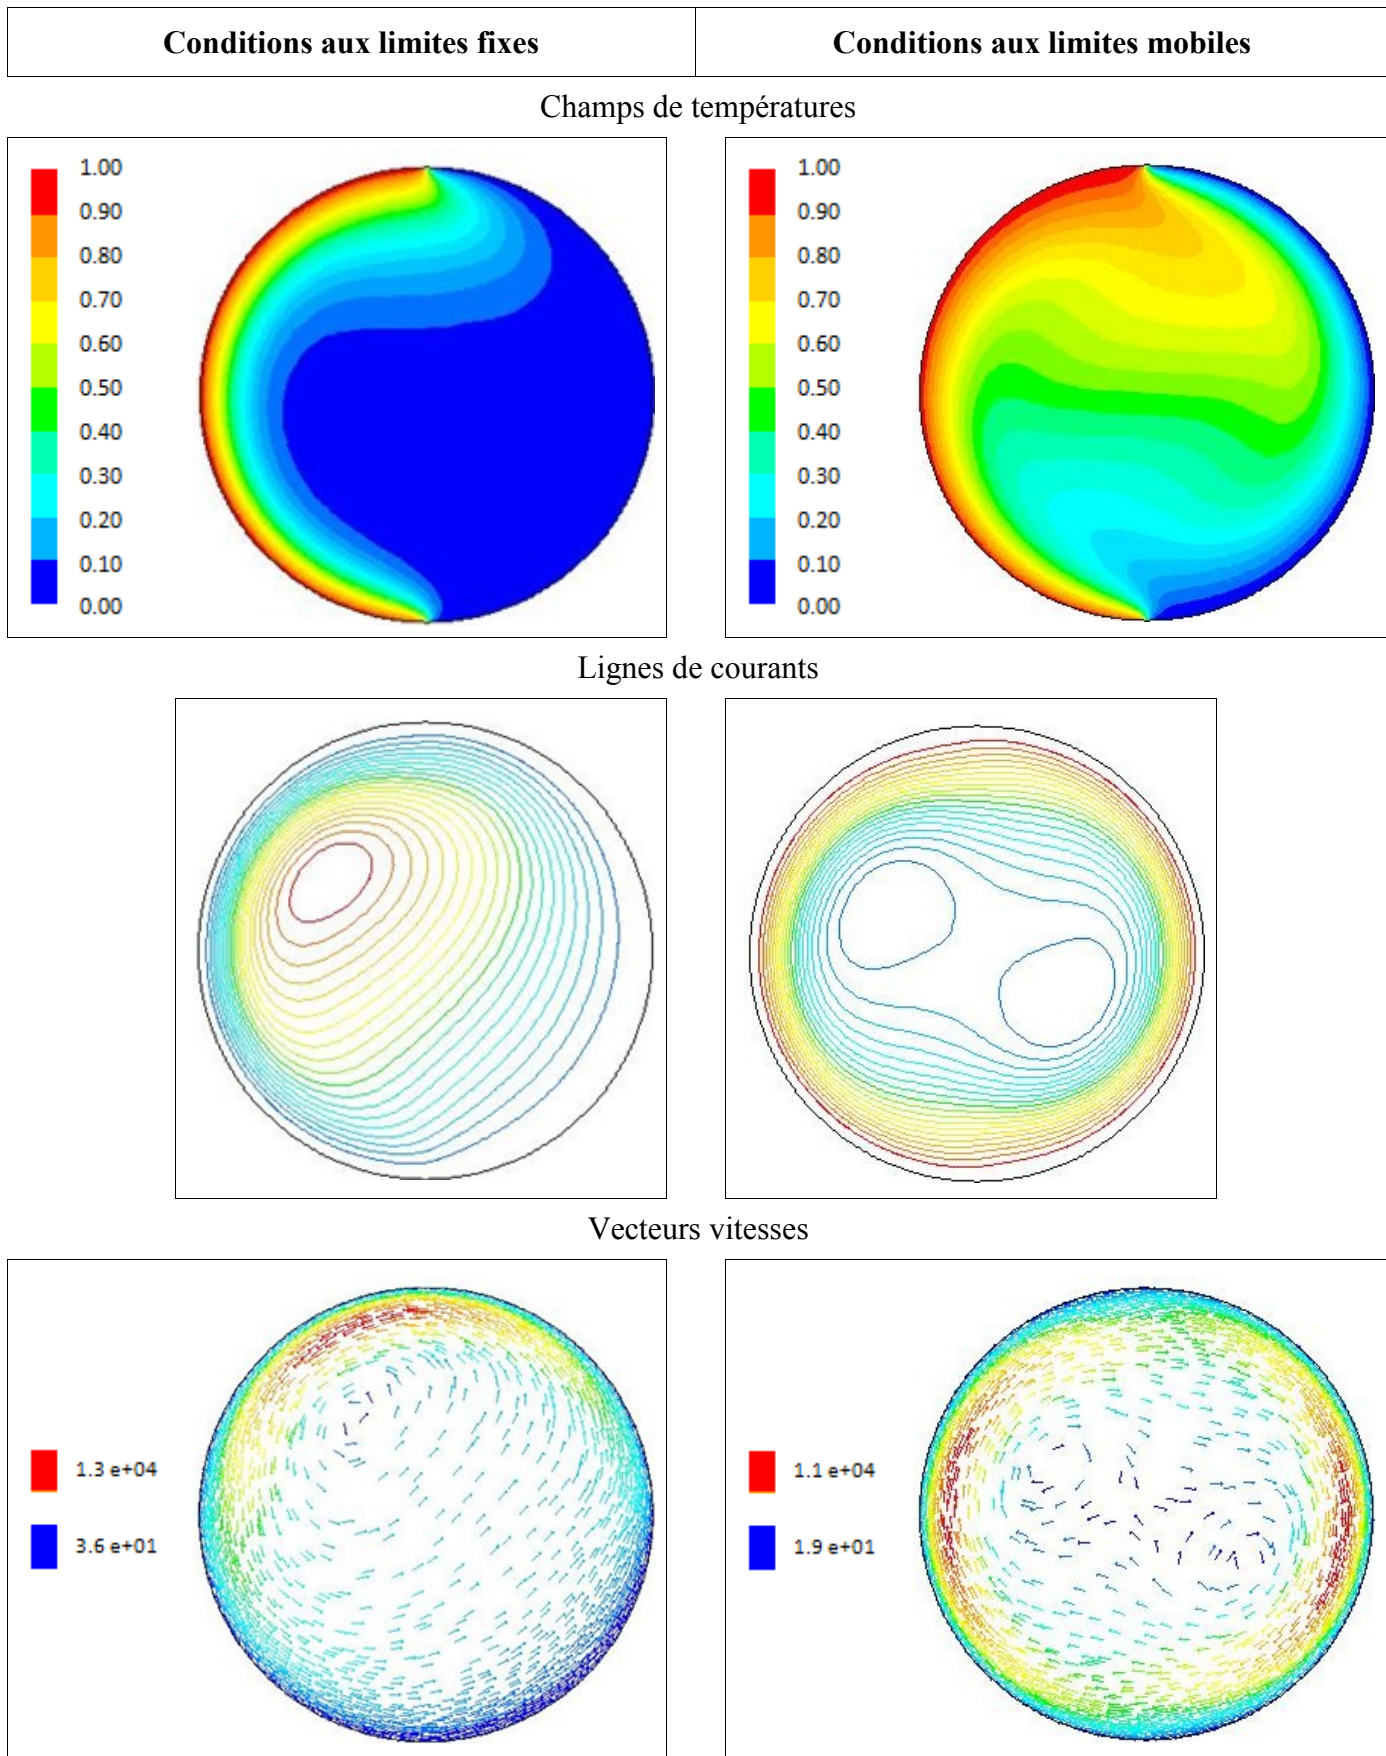 Conditions aux limites fixes
Conditions aux limites mobiles
Champs de températures
1.00
0.90
0.80
0.70
0.60
0.50
0.40
0.30
0.20
0.10
0.00
1.00
0.90
0.80
0.70
0.60
0.50
0.40
0.30
0.20
0.10
0.00
Lignes de courants
Vecteurs vitesses
1.3 e+04
3.6 e+01
1.1 e+04
1.9 e+01